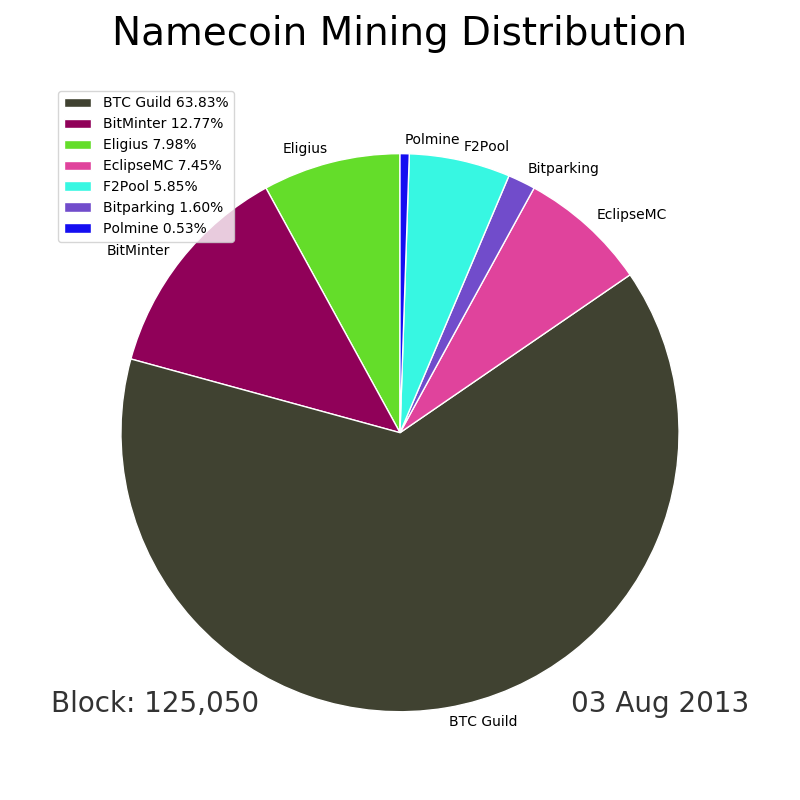 Namecoin Mining Distribution
BTC Guild 63.83%
BitMinter 12.77%
Eligius 7.98%
EclipseMC 7.45%
F2Pool 5.85%
Bitparking 1.60%
Polmine 0.53%
Polmine
F2Pool
Eligius
Bitparking
EclipseMC
BitMinter
Block: 125,050
03 Aug 2013
BTC Guild